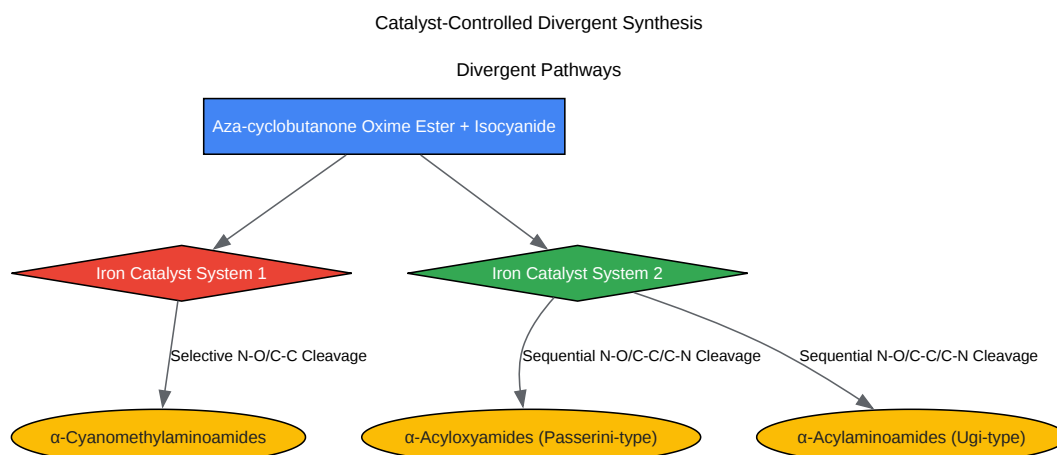 Catalyst-Controlled Divergent Synthesis
Divergent Pathways
Aza-cyclobutanone Oxime Ester + Isocyanide
Iron Catalyst System 1
Iron Catalyst System 2
Selective N-O/C-C Cleavage
Sequential N-O/C-C/C-N Cleavage
Sequential N-O/C-C/C-N Cleavage
α-Cyanomethylaminoamides
α-Acyloxyamides (Passerini-type)
α-Acylaminoamides (Ugi-type)